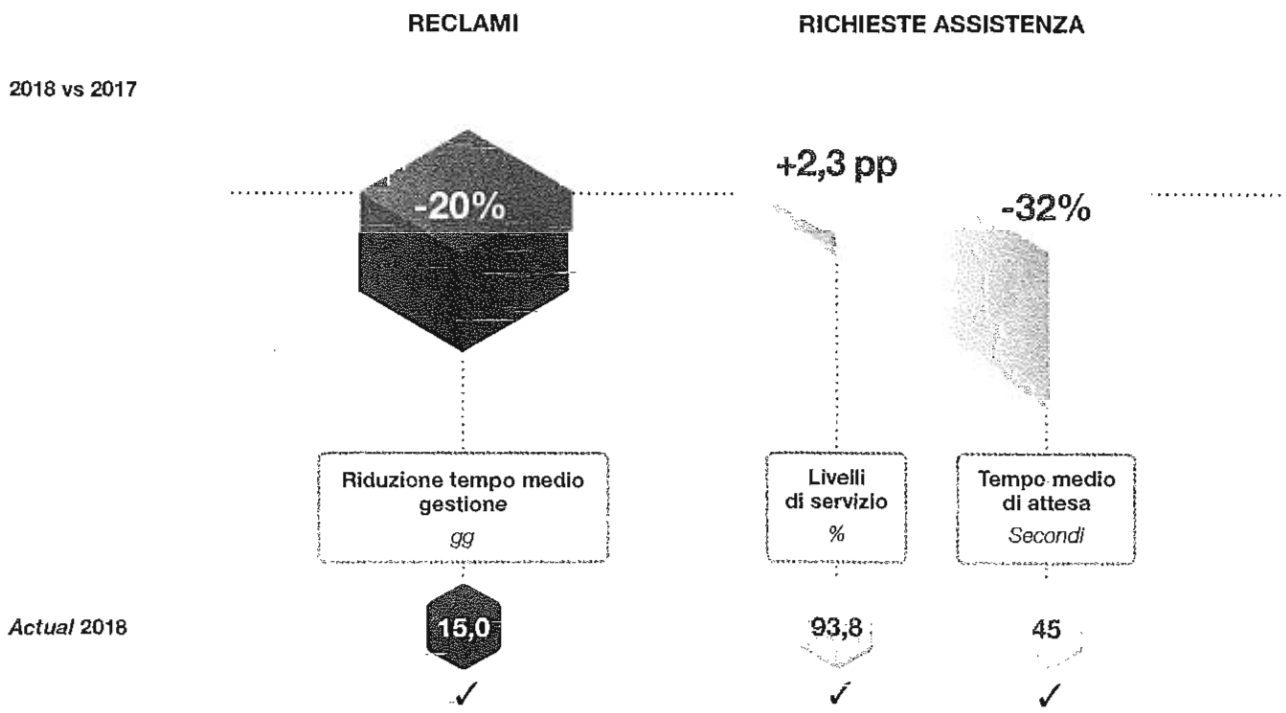 RECLAMI
RICHIESTE ASSISTENZA
2018 vs 2017
-20%
+2,3 pp
-32%
Riduzione tempo medio
gestione
gg
Livelli
di servizio
%
Tempo medio
di attesa
Secondi
Actual 2018
15,0
93,8
45
✓
✓
✓